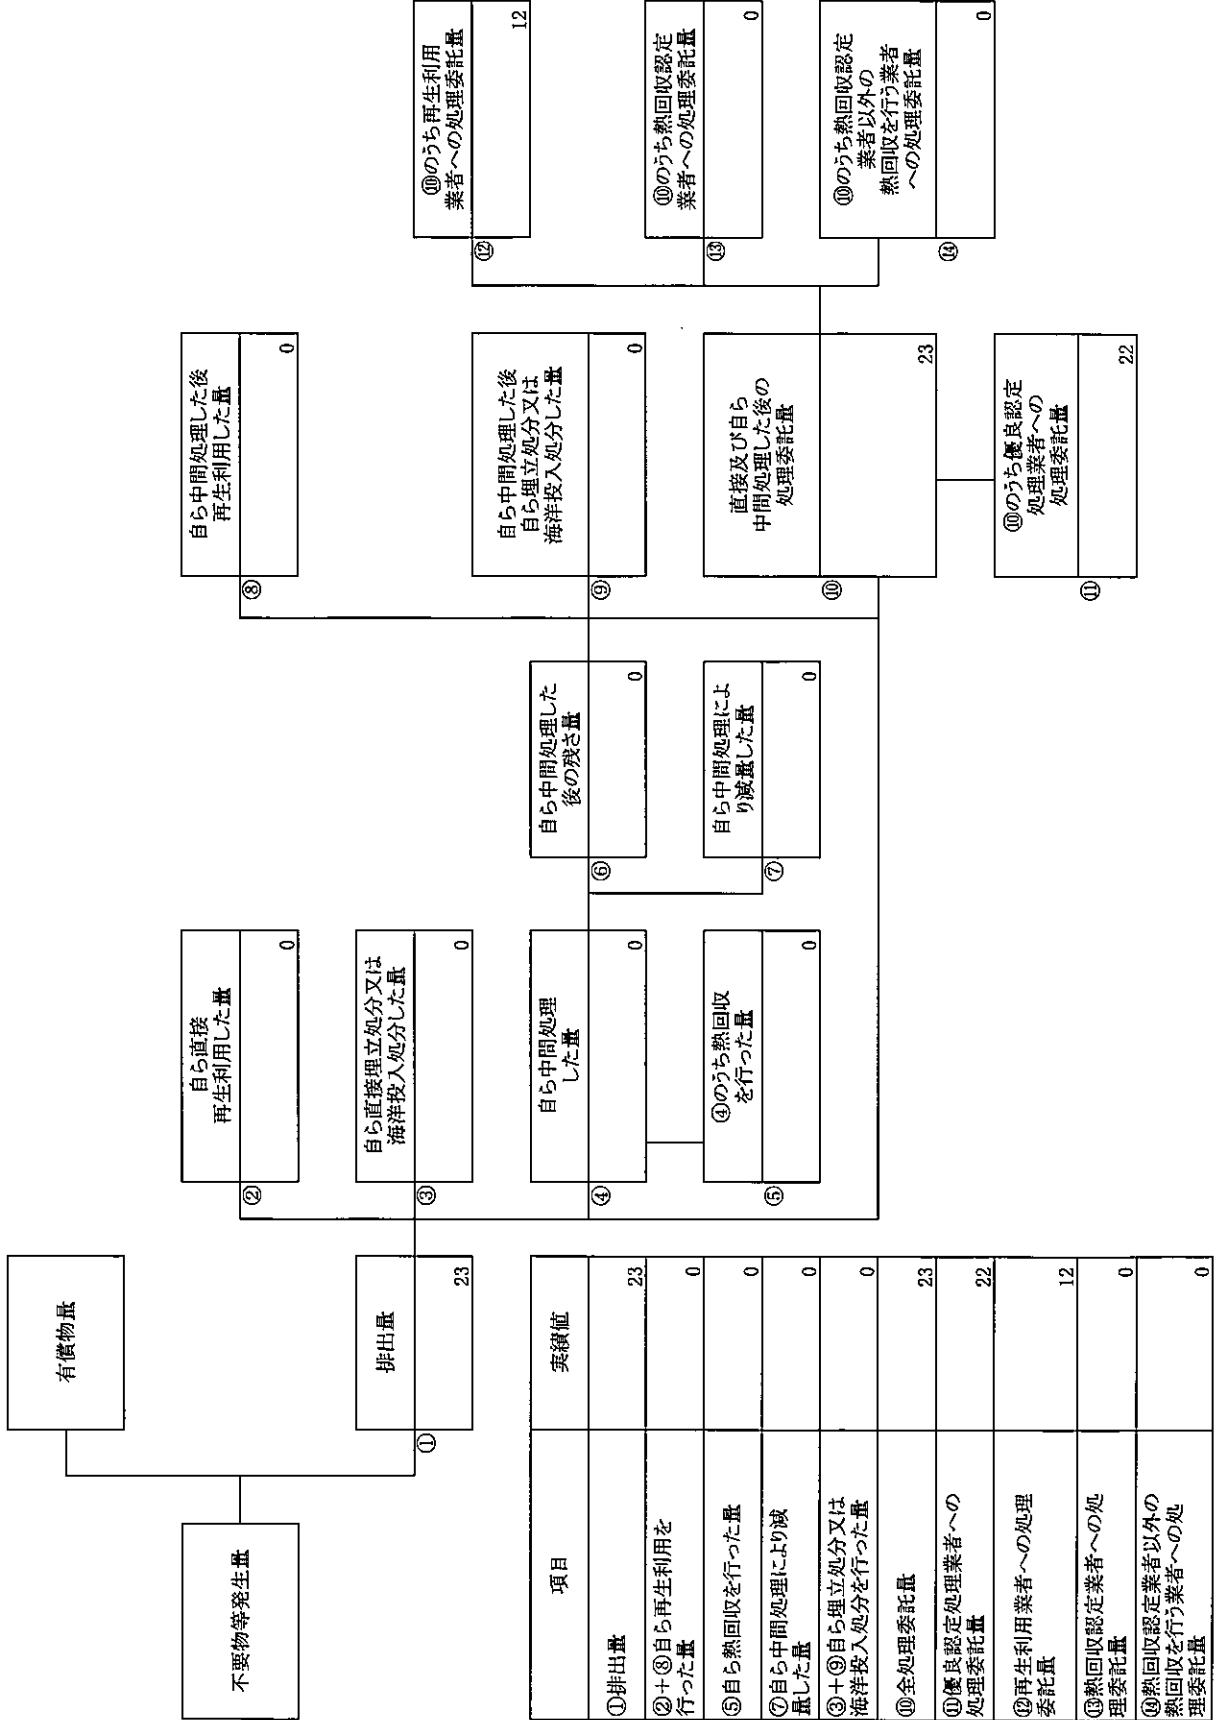 不要物等発生量
有償物量
①
排出量
23
②
自ら直接
再生利用した量
0
③
自ら直接埋立処分又は
海洋投入処分した量
0
④
自ら中間処理
した量
0
⑤
④のうち熱回収
を行った量
0
⑥
自ら中間処理した
後の残さ量
0
⑦
自ら中間処理によ
り減量した量
0
⑧
自ら中間処理した後
再生利用した量
0
⑨
自ら中間処理した後
自ら埋立処分又は
海洋投入処分した量
0
⑩
直接及び自ら
中間処理した後の
処理委託量
23
⑪
⑩のうち優良認定
処理業者への
処理委託量
22
⑫
⑩のうち再生利用
業者への処理委託量
12
⑬
⑩のうち熱回収認定
業者への処理委託量
0
⑭
⑩のうち熱回収認定
業者以外の
熱回収を行う業者
への処理委託量
0
項目 実績値
①排出量 23
②+⑧自ら再生利用を
行った量 0
⑤自ら熱回収を行った量 0
⑦自ら中間処理により減
量した量 0
③+⑨自ら埋立処分又は
海洋投入処分を行った量 0
⑩全処理委託量 23
⑪優良認定処理業者への
処理委託量 22
⑫再生利用業者への処理
委託量 12
⑬熱回収認定業者への処
理委託量 0
⑭熱回収認定業者以外の
熱回収を行う業者への処
理委託量 0